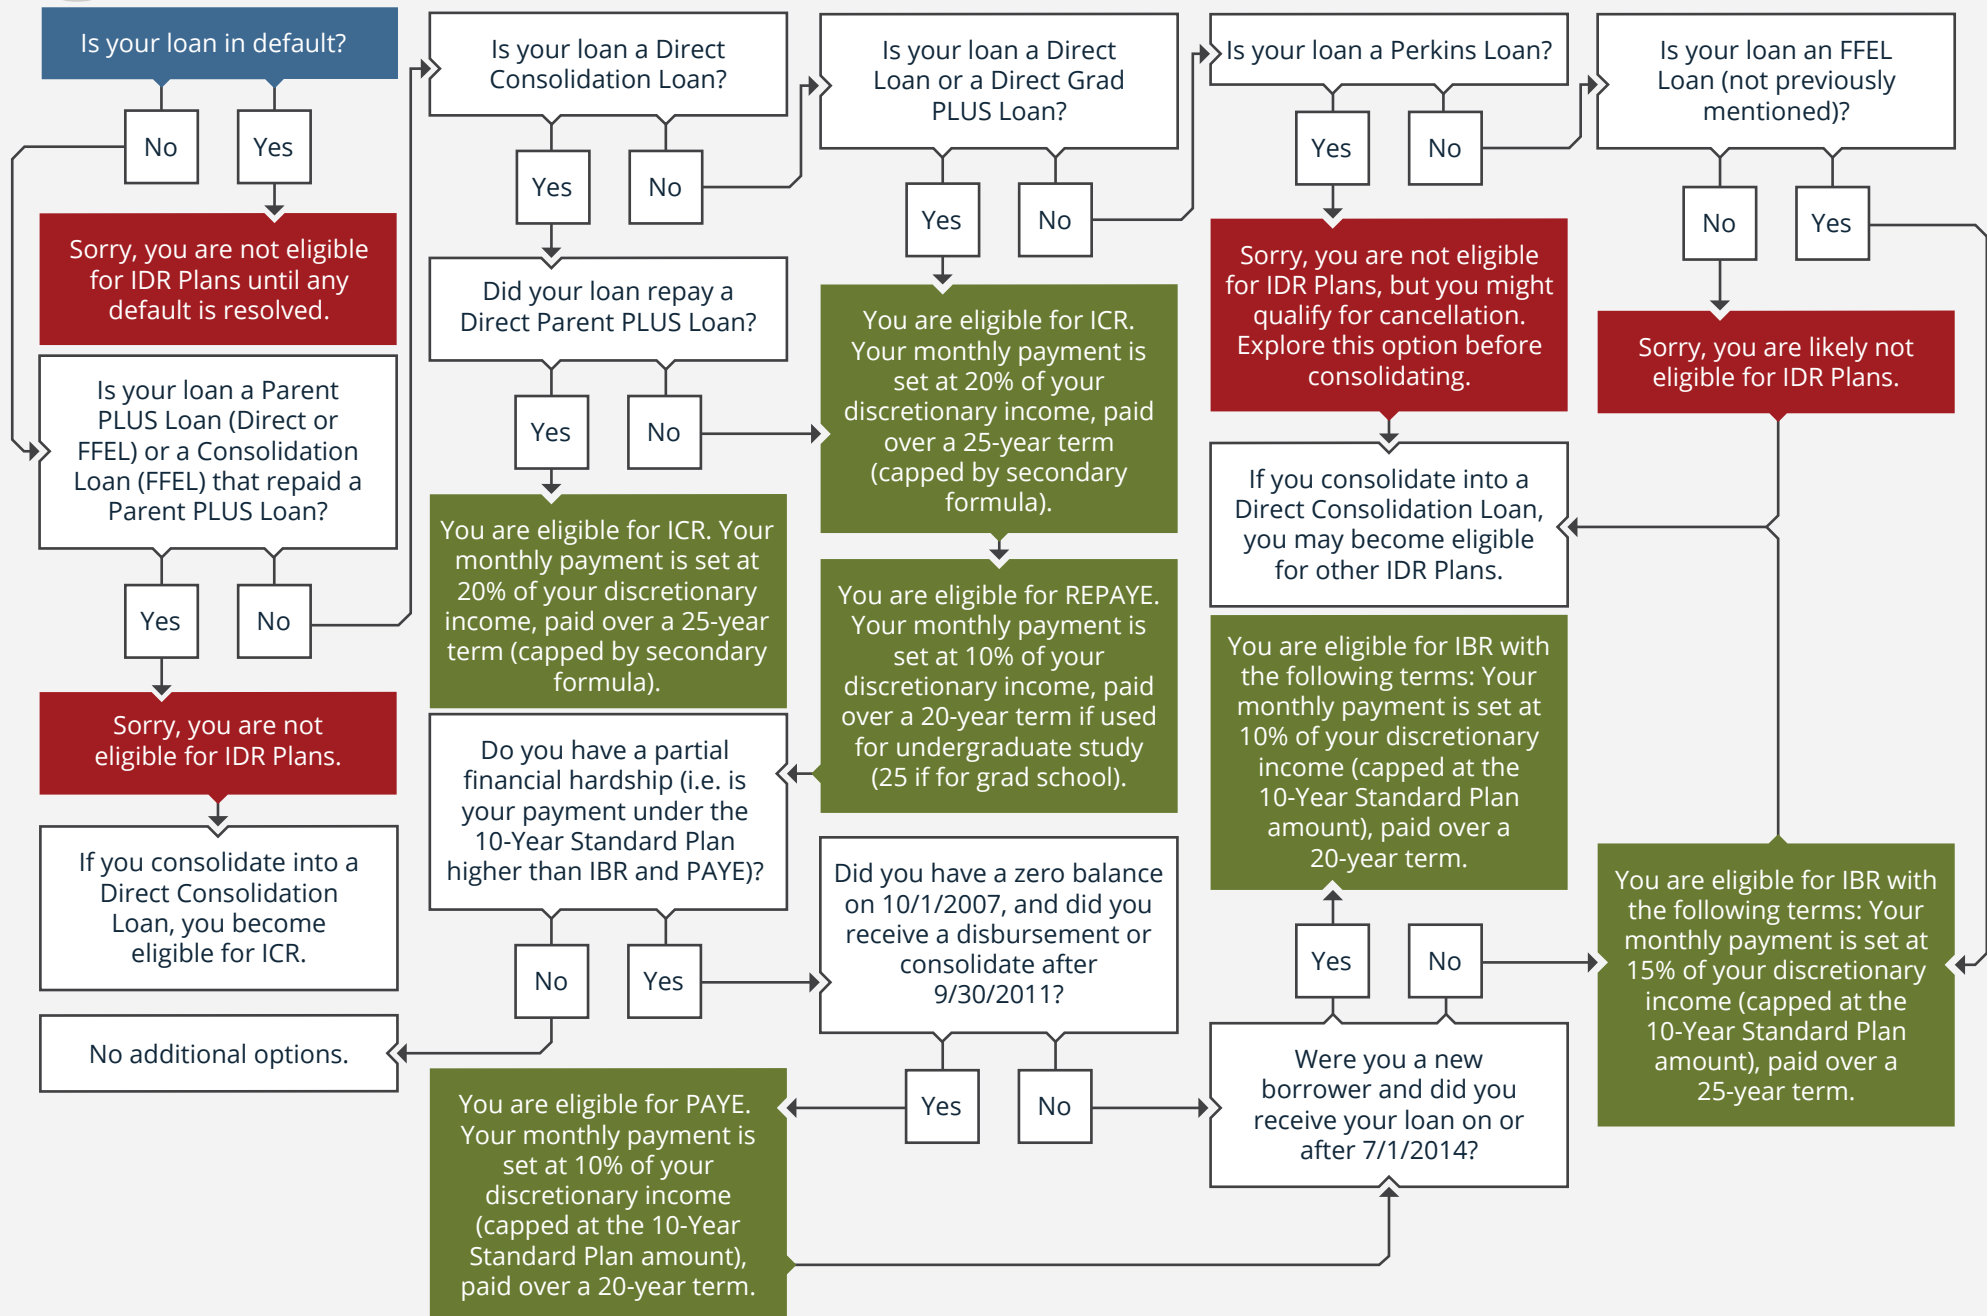 Is your loan in default?
No
Yes
Sorry, you are not eligible
for IDR Plans until any
default is resolved.
Is your loan a Parent
PLUS Loan (Direct or
FFEL) or a Consolidation
Loan (FFEL) that repaid a
Parent PLUS Loan?
Yes
No
Sorry, you are not
eligible for IDR Plans.
If you consolidate into a
Direct Consolidation
Loan, you become
eligible for ICR.
No additional options.
Is your loan a Direct
Consolidation Loan?
Yes
No
Did your loan repay a
Direct Parent PLUS Loan?
Yes
No
You are eligible for ICR. Your
monthly payment is set at
20% of your discretionary
income, paid over a 25-year
term (capped by secondary
formula).
Do you have a partial
financial hardship (i.e. is
your payment under the
10-Year Standard Plan
higher than IBR and PAYE)?
No
Yes
You are eligible for PAYE.
Your monthly payment is
set at 10% of your
discretionary income
(capped at the 10-Year
Standard Plan amount),
paid over a 20-year term.
Is your loan a Direct
Loan or a Direct Grad
PLUS Loan?
Yes
No
You are eligible for ICR.
Your monthly payment is
set at 20% of your
discretionary income, paid
over a 25-year term
(capped by secondary
formula).
You are eligible for REPAYE.
Your monthly payment is
set at 10% of your
discretionary income, paid
over a 20-year term if used
for undergraduate study
(25 if for grad school).
Did you have a zero balance
on 10/1/2007, and did you
receive a disbursement or
consolidate after
9/30/2011?
Yes
No
Is your loan a Perkins Loan?
Yes
No
Sorry, you are not eligible
for IDR Plans, but you might
qualify for cancellation.
Explore this option before
consolidating.
If you consolidate into a
Direct Consolidation Loan,
you may become eligible
for other IDR Plans.
You are eligible for IBR with
the following terms: Your
monthly payment is set at
10% of your discretionary
income (capped at the
10-Year Standard Plan
amount), paid over a
20-year term.
Yes
No
Were you a new
borrower and did you
receive your loan on or
after 7/1/2014?
Is your loan an FFEL
Loan (not previously
mentioned)?
No
Yes
Sorry, you are likely not
eligible for IDR Plans.
You are eligible for IBR with
the following terms: Your
monthly payment is set at
15% of your discretionary
income (capped at the
10-Year Standard Plan
amount), paid over a
25-year term.